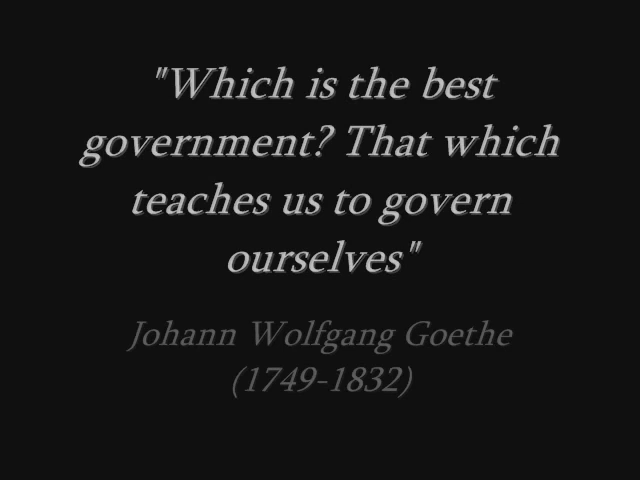 "Which is the best
government? That which
teaches us to govern
ourselves"
Johann Wolfgang Goethe
(1749-1832)